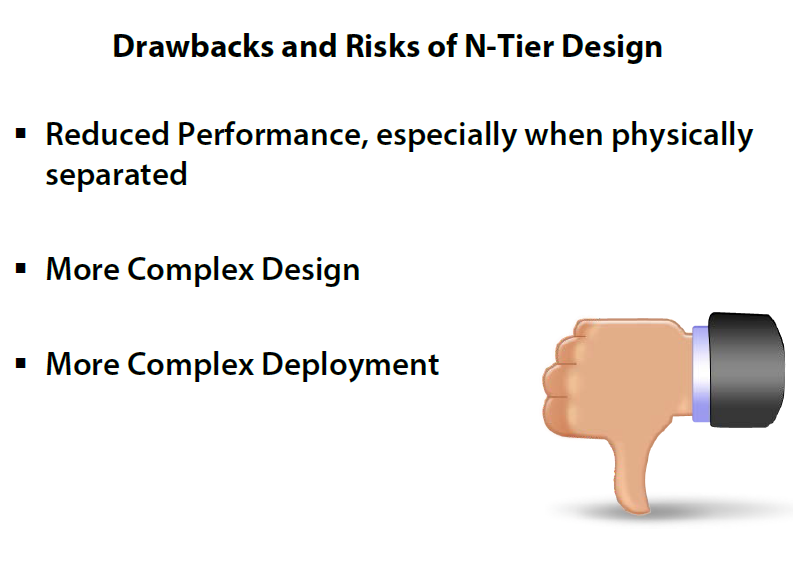 Drawbacks and Risks of N-Tier Design
▪ Reduced Performance, especially when physically
separated
▪ More Complex Design
▪ More Complex Deployment